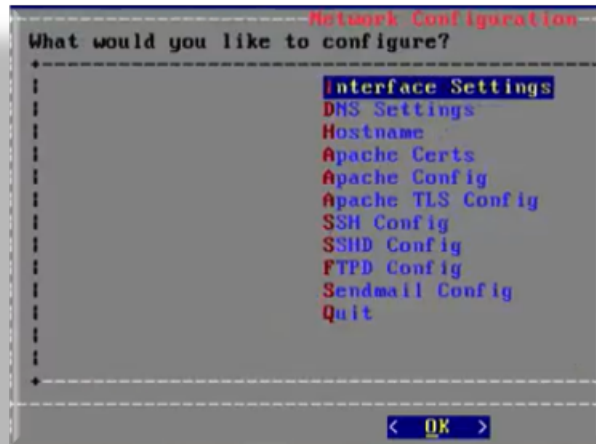 Network Configuration
What would you like to configure?
Interface Settings
DNS Settings
Hostname
Apache Certs
Apache Config
Apache TLS Config
SSH Config
SSHD Config
FTPD Config
Sendmail Config
Quit
< OK >